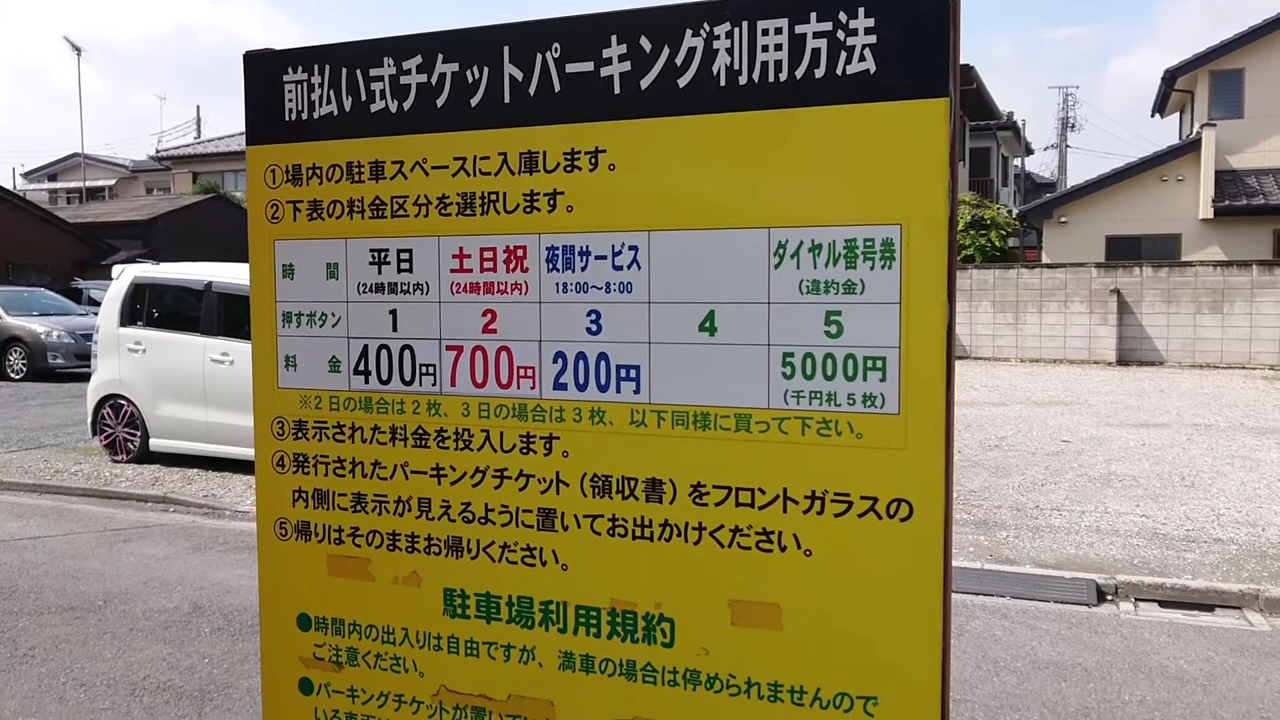 前払い式チケットパーキング利用方法
①場内の駐車スペースに入庫します。
②下表の料金区分を選択します。
時間 平日 土日祝 夜間サービス ダイヤル番号券
(24時間以内) (24時間以内) 18:00〜8:00 (違約金)
押すボタン 1 2 3 4 5
料金 400円 700円 200円 5000円
(千円札5枚)
※2日の場合は2枚、3日の場合は3枚、以下同様に買って下さい。
③表示された料金を投入します。
④発行されたパーキングチケット(領収書)をフロントガラスの
内側に表示が見えるように置いてお出かけください。
⑤帰りはそのままお帰りください。
駐車場利用規約
●時間内の出入りは自由ですが、満車の場合は停められませんので
ご注意ください。
●パーキングチケットが置いて